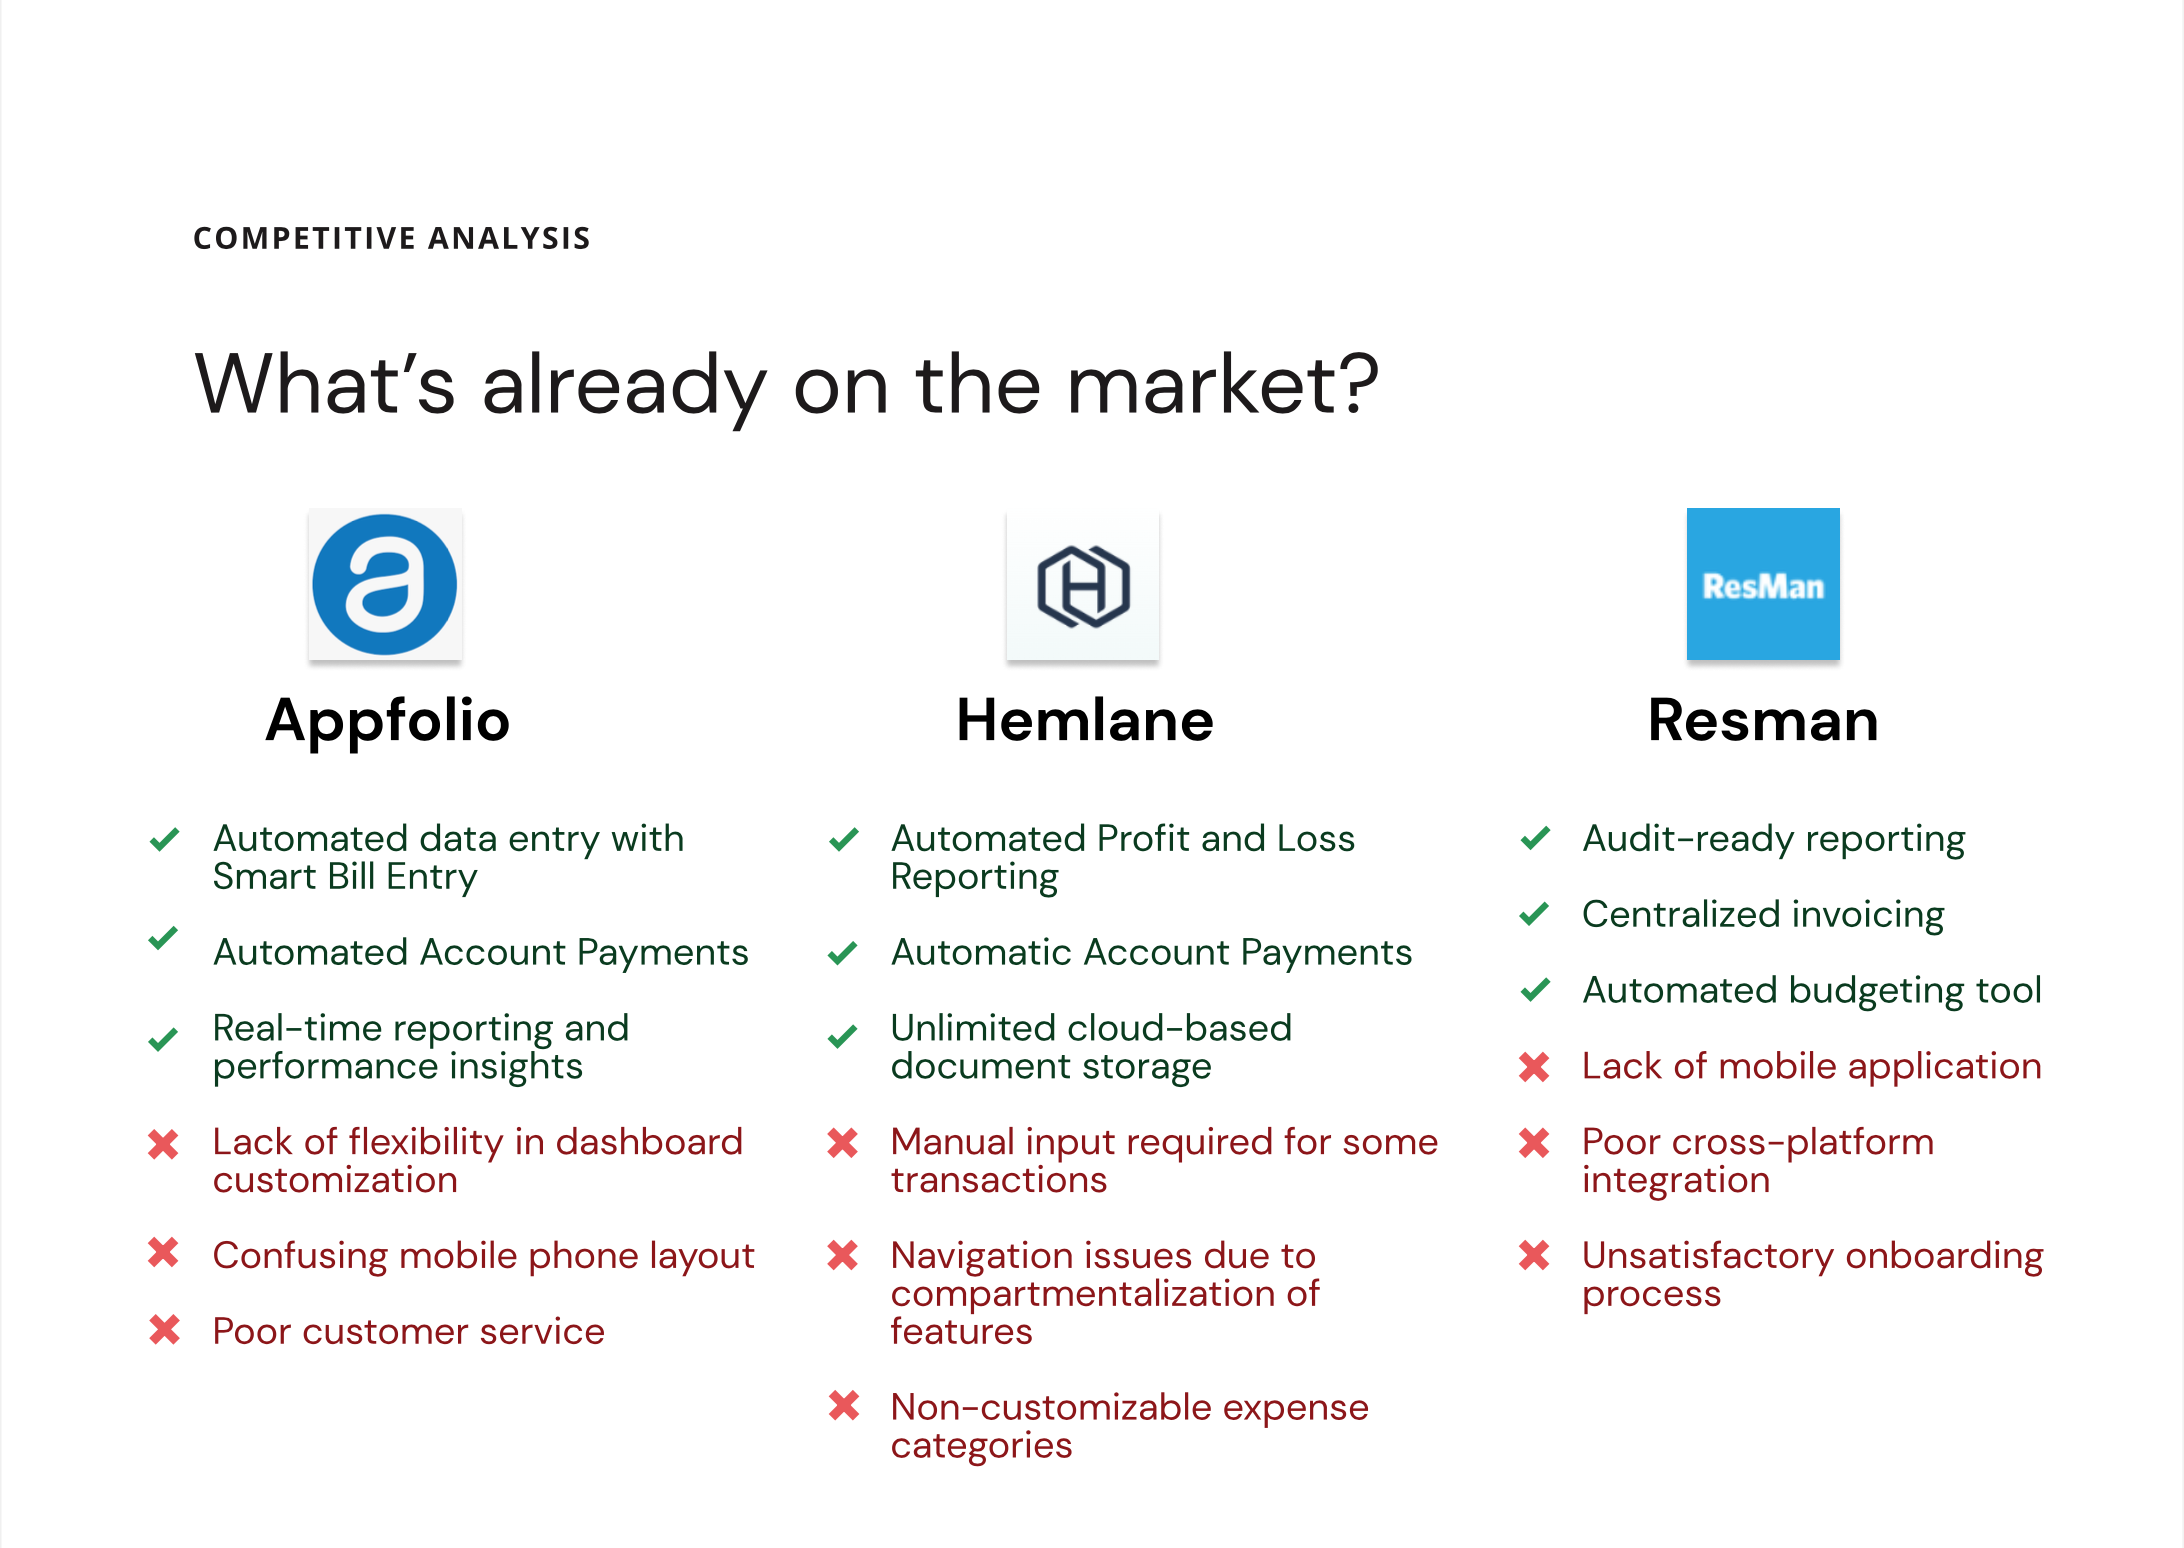 COMPETITIVE ANALYSIS
What’s already on the market?
a
Appfolio
Automated data entry with
Smart Bill Entry
Automated Account Payments
Real-time reporting and
performance insights
Lack of flexibility in dashboard
customization
Confusing mobile phone layout
Poor customer service
H
Hemlane
Automated Profit and Loss
Reporting
Automatic Account Payments
Unlimited cloud-based
document storage
Manual input required for some
transactions
Navigation issues due to
compartmentalization of
features
Non-customizable expense
categories
ResMan
Resman
Audit-ready reporting
Centralized invoicing
Automated budgeting tool
Lack of mobile application
Poor cross-platform
integration
Unsatisfactory onboarding
process